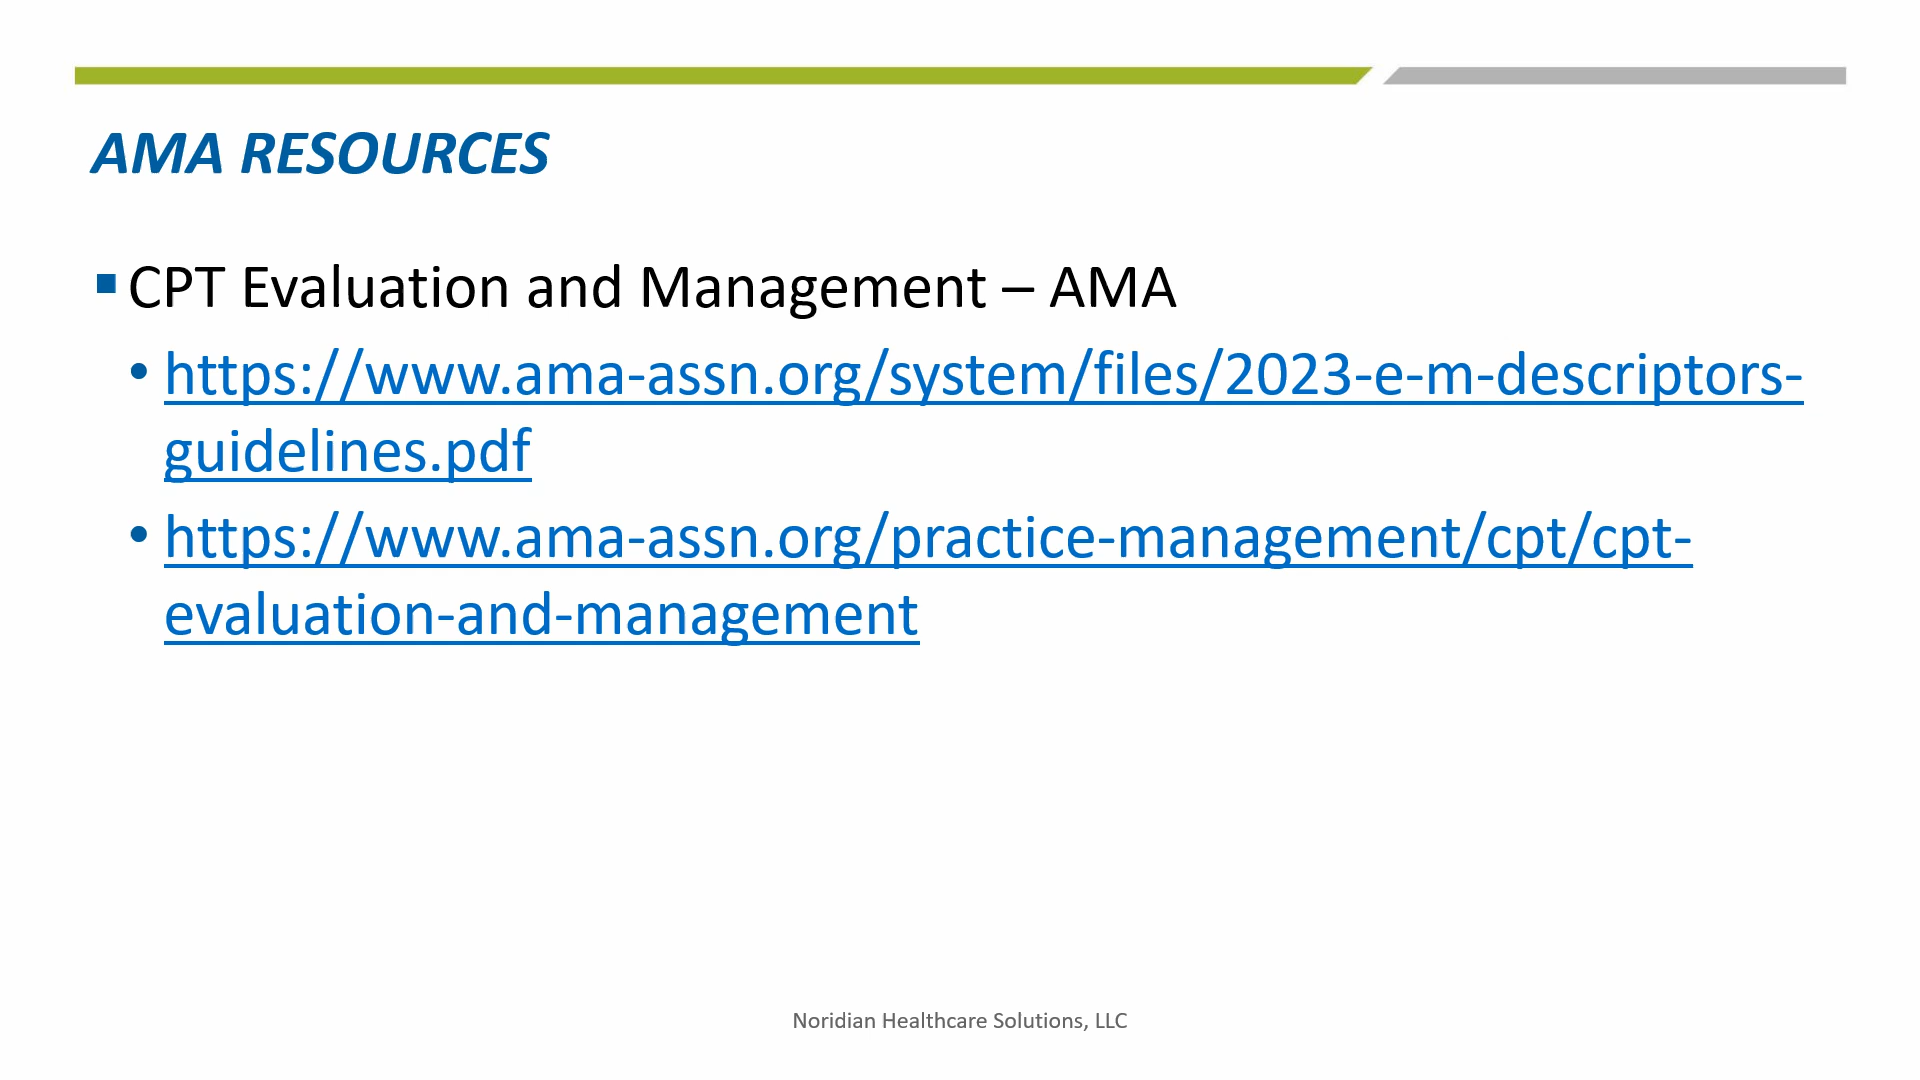 AMA RESOURCES
▪ CPT Evaluation and Management – AMA
• https://www.ama-assn.org/system/files/2023-e-m-descriptors-
guidelines.pdf
• https://www.ama-assn.org/practice-management/cpt/cpt-
evaluation-and-management
Noridian Healthcare Solutions, LLC